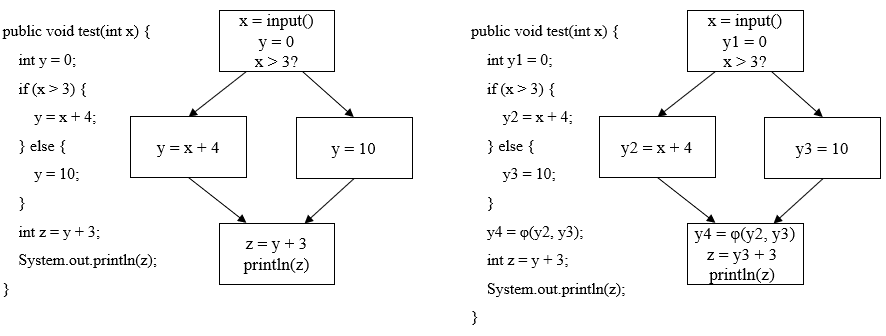 public void test(int x) {
int y = 0;
if (x > 3) {
y = x + 4;
} else {
y = 10;
}
int z = y + 3;
System.out.println(z);
}
x = input()
y = 0
x > 3?
y = x + 4
y = 10
z = y + 3
println(z)
public void test(int x) {
int y1 = 0;
if (x > 3) {
y2 = x + 4;
} else {
y3 = 10;
}
y4 = φ(y2, y3);
int z = y + 3;
System.out.println(z);
}
x = input()
y1 = 0
x > 3?
y2 = x + 4
y3 = 10
y4 = φ(y2, y3)
z = y3 + 3
println(z)